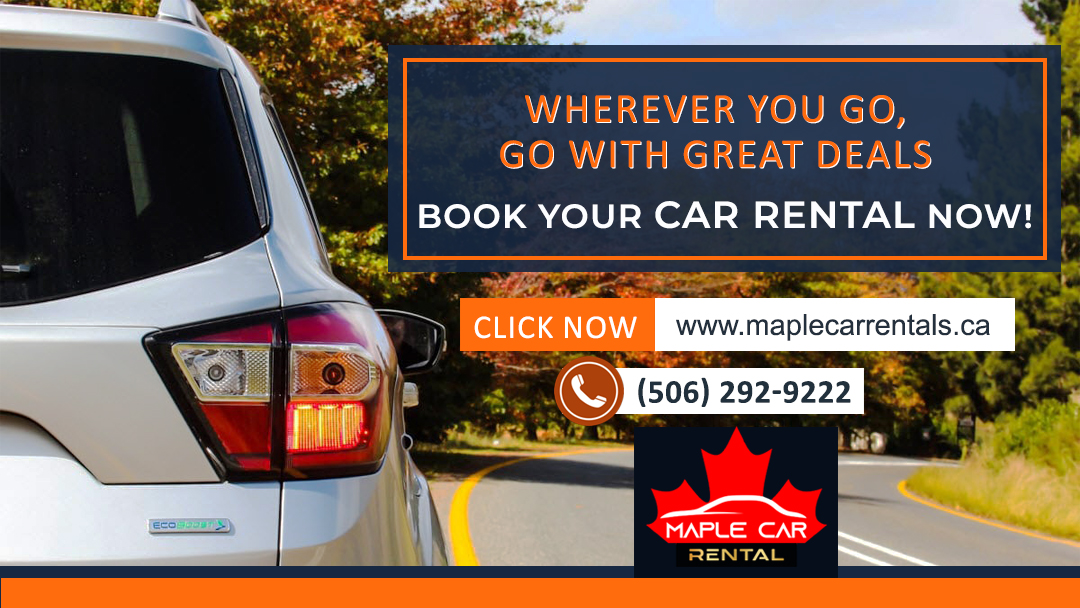 WHEREVER YOU GO,
GO WITH GREAT DEALS
BOOK YOUR CAR RENTAL NOW!
CLICK NOW www.maplecarrentals.ca
(506) 292-9222
MAPLE CAR
RENTAL
ECOBOOST